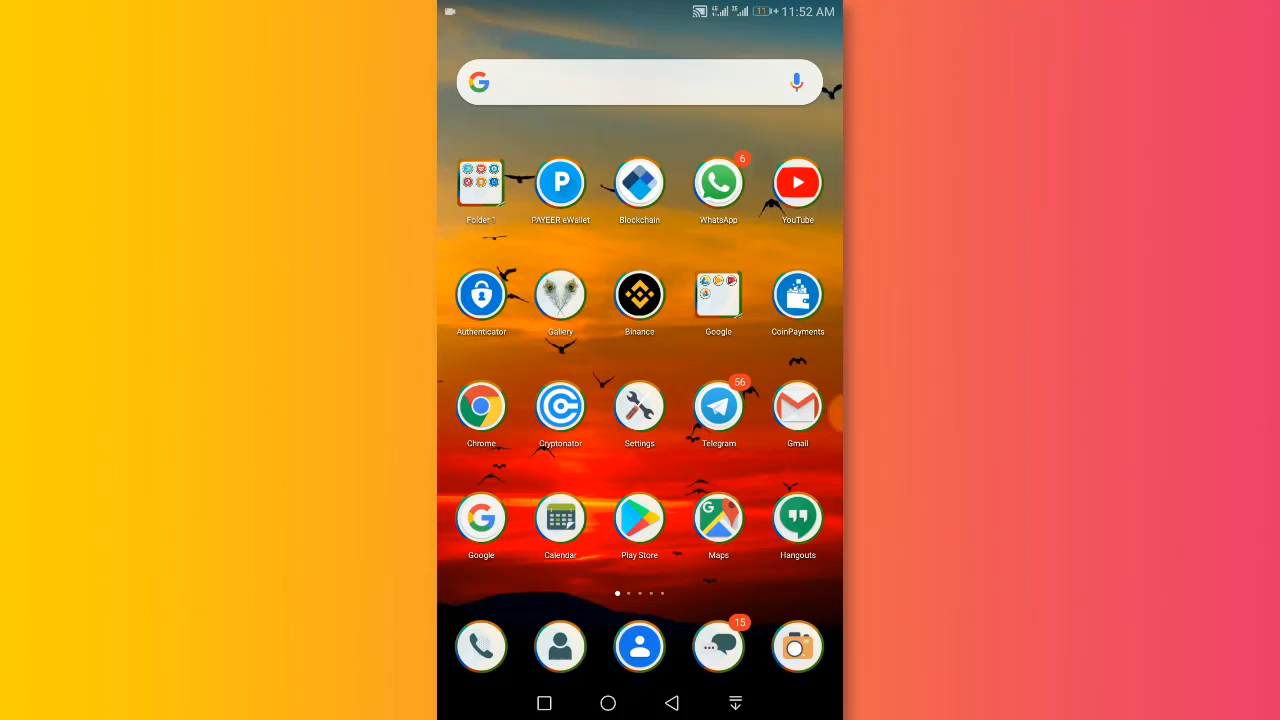 11 11:52 AM
6
Folder 1 PAYEER eWallet Blockchain WhatsApp YouTube
Authenticator Gallery Binance Google CoinPayments
56
Chrome Cryptonator Settings Telegram Gmail
Google Calendar Play Store Maps Hangouts
15